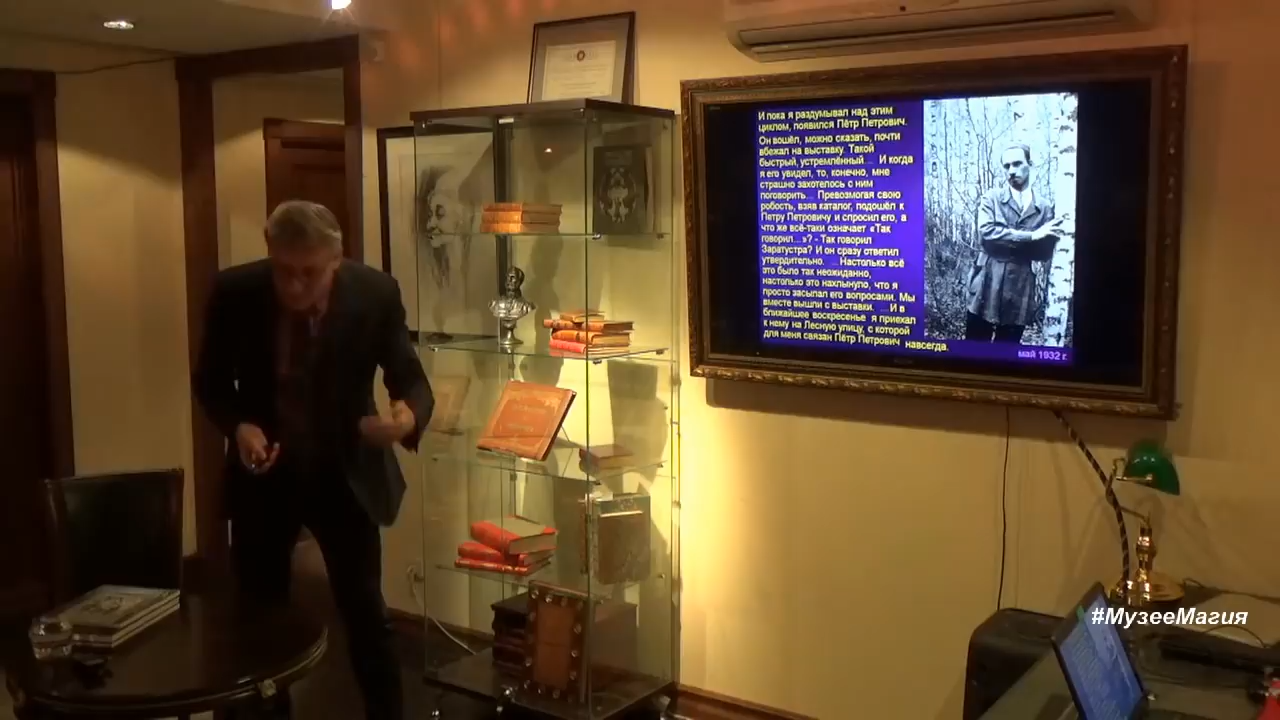 И пока я раздумывал над этим
циклом, появился Пётр Петрович.
Он вошёл, можно сказать, почти
вбежал на выставку. Такой
быстрый, устремлённый... И когда
я его увидел, то, конечно, мне
страшно захотелось с ним
поговорить... Превозмогая свою
робость, взяв каталог, подошёл к
Петру Петровичу и спросил его, а
что же всё-таки означает «Так
говорил...»? - Так говорил
Заратустра? И он сразу ответил
утвердительно. ...Настолько всё
это было так неожиданно,
настолько это нахлынуло, что я
просто засыпал его вопросами. Мы
вместе вышли с выставки. ...И в
ближайшее воскресенье я приехал
к нему на Лесную улицу, с которой
для меня связан Пётр Петрович навсегда.
май 1932 г.
#МузееМагия